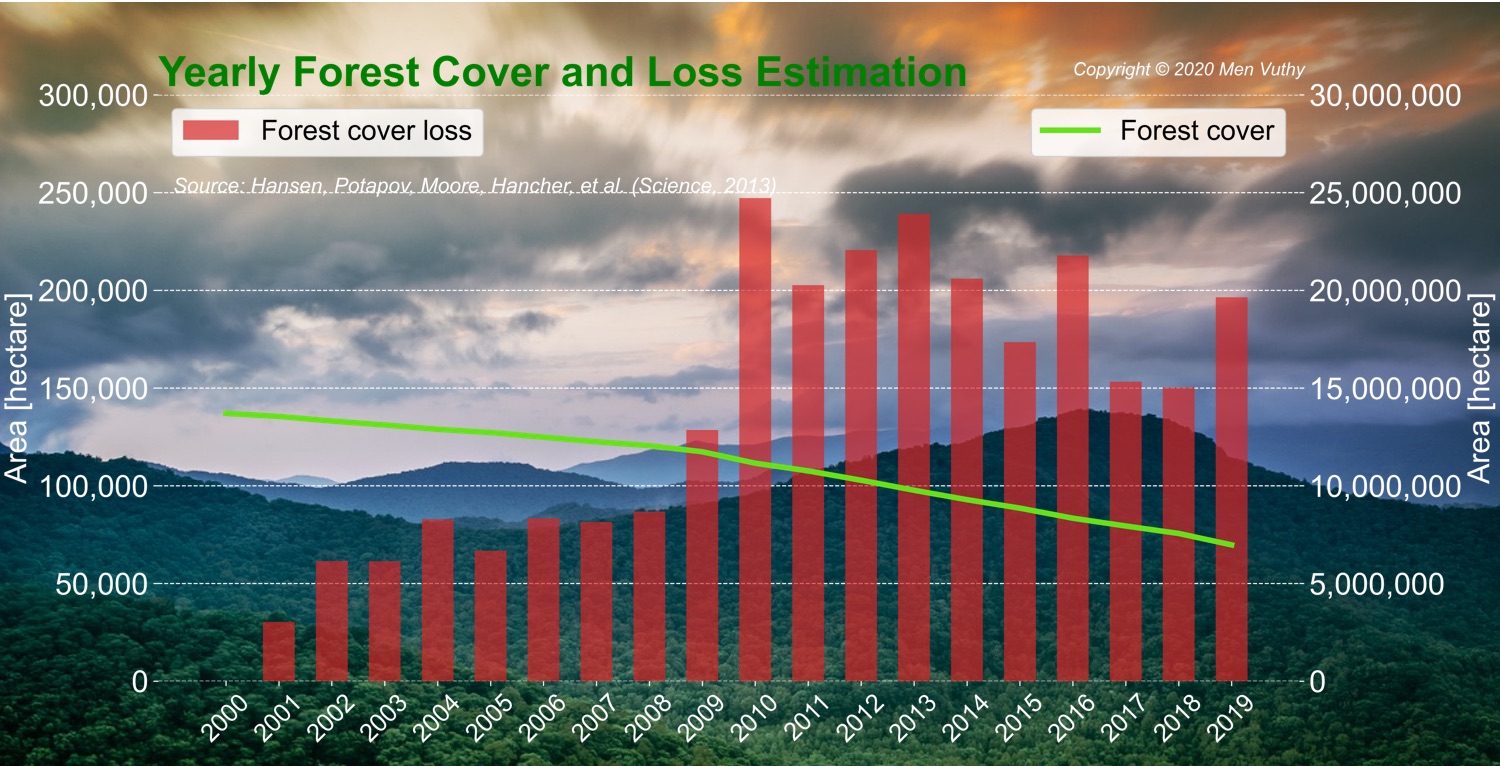 Yearly Forest Cover and Loss Estimation
Copyright © 2020 Men Vuthy
300,000
30,000,000
Forest cover loss
Forest cover
Source: Hansen, Potapov, Moore, Hancher, et al. (Science, 2013)
250,000
25,000,000
200,000
20,000,000
Area [hectare]
Area [hectare]
150,000
15,000,000
100,000
10,000,000
50,000
5,000,000
0
0
2000 2001 2002 2003 2004 2005 2006 2007 2008 2009 2010 2011 2012 2013 2014 2015 2016 2017 2018 2019